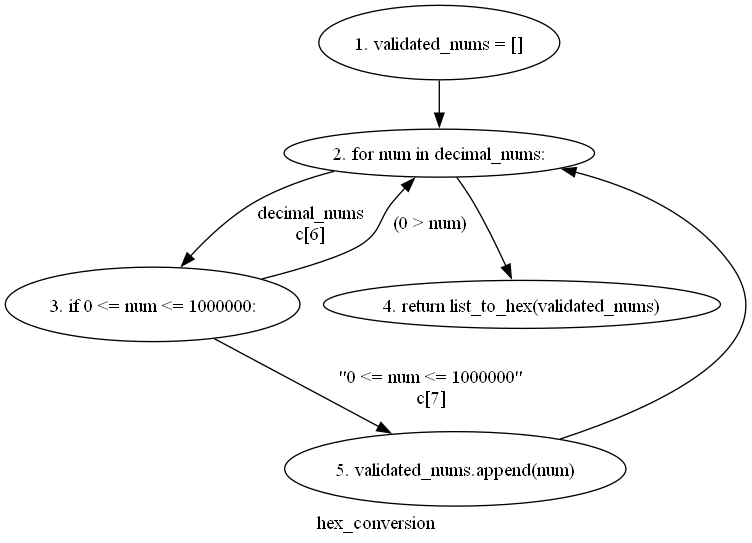 1. validated_nums = []
2. for num in decimal_nums:
decimal_nums
c[6]
(0 > num)
3. if 0 <= num <= 1000000:
4. return list_to_hex(validated_nums)
"0 <= num <= 1000000"
c[7]
5. validated_nums.append(num)
hex_conversion